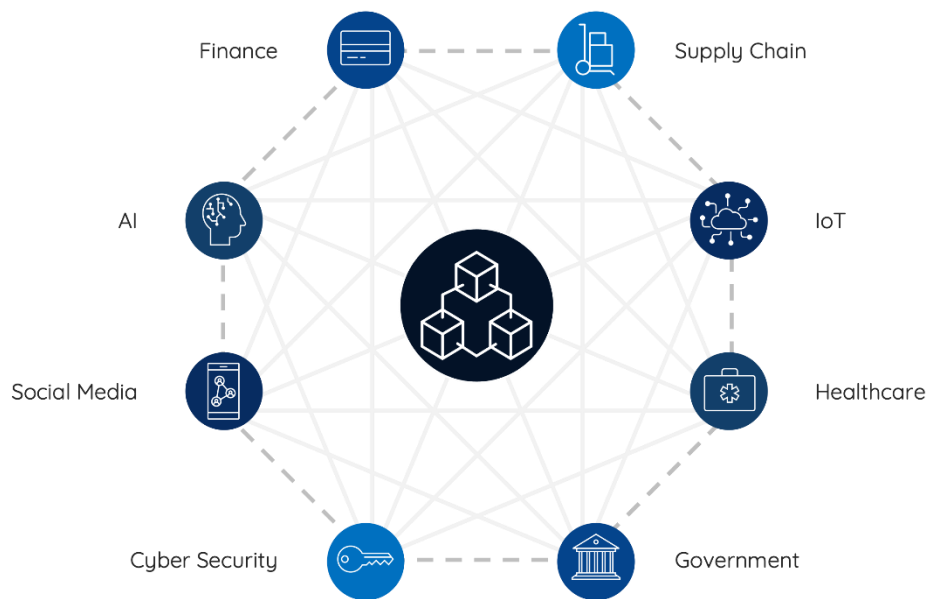 Finance
Supply Chain
AI
IoT
Social Media
Healthcare
Cyber Security
Government